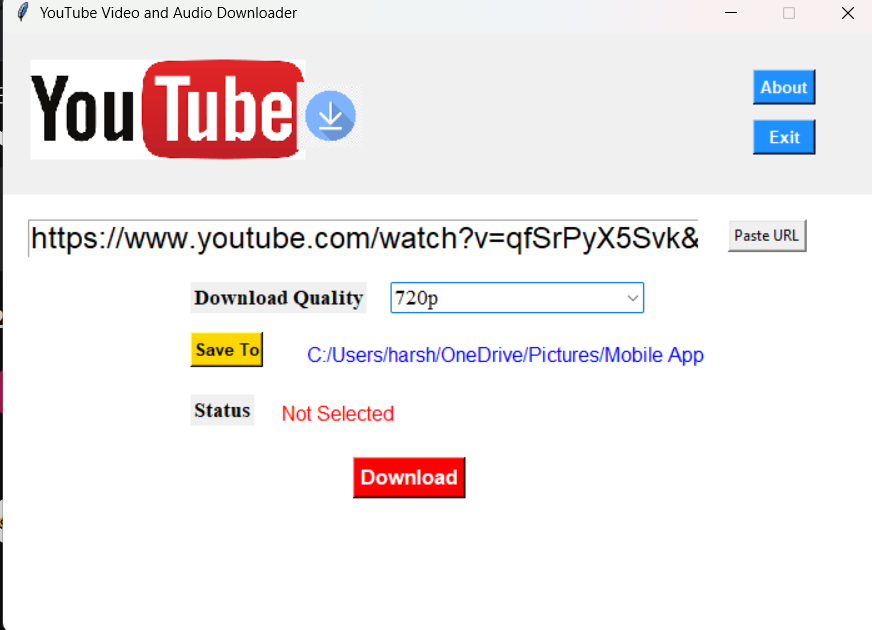 YouTube Video and Audio Downloader
YouTube
About
Exit
https://www.youtube.com/watch?v=qfSrPyX5Svk&
Paste URL
Download Quality
720p
Save To
C:/Users/harsh/OneDrive/Pictures/Mobile App
Status
Not Selected
Download